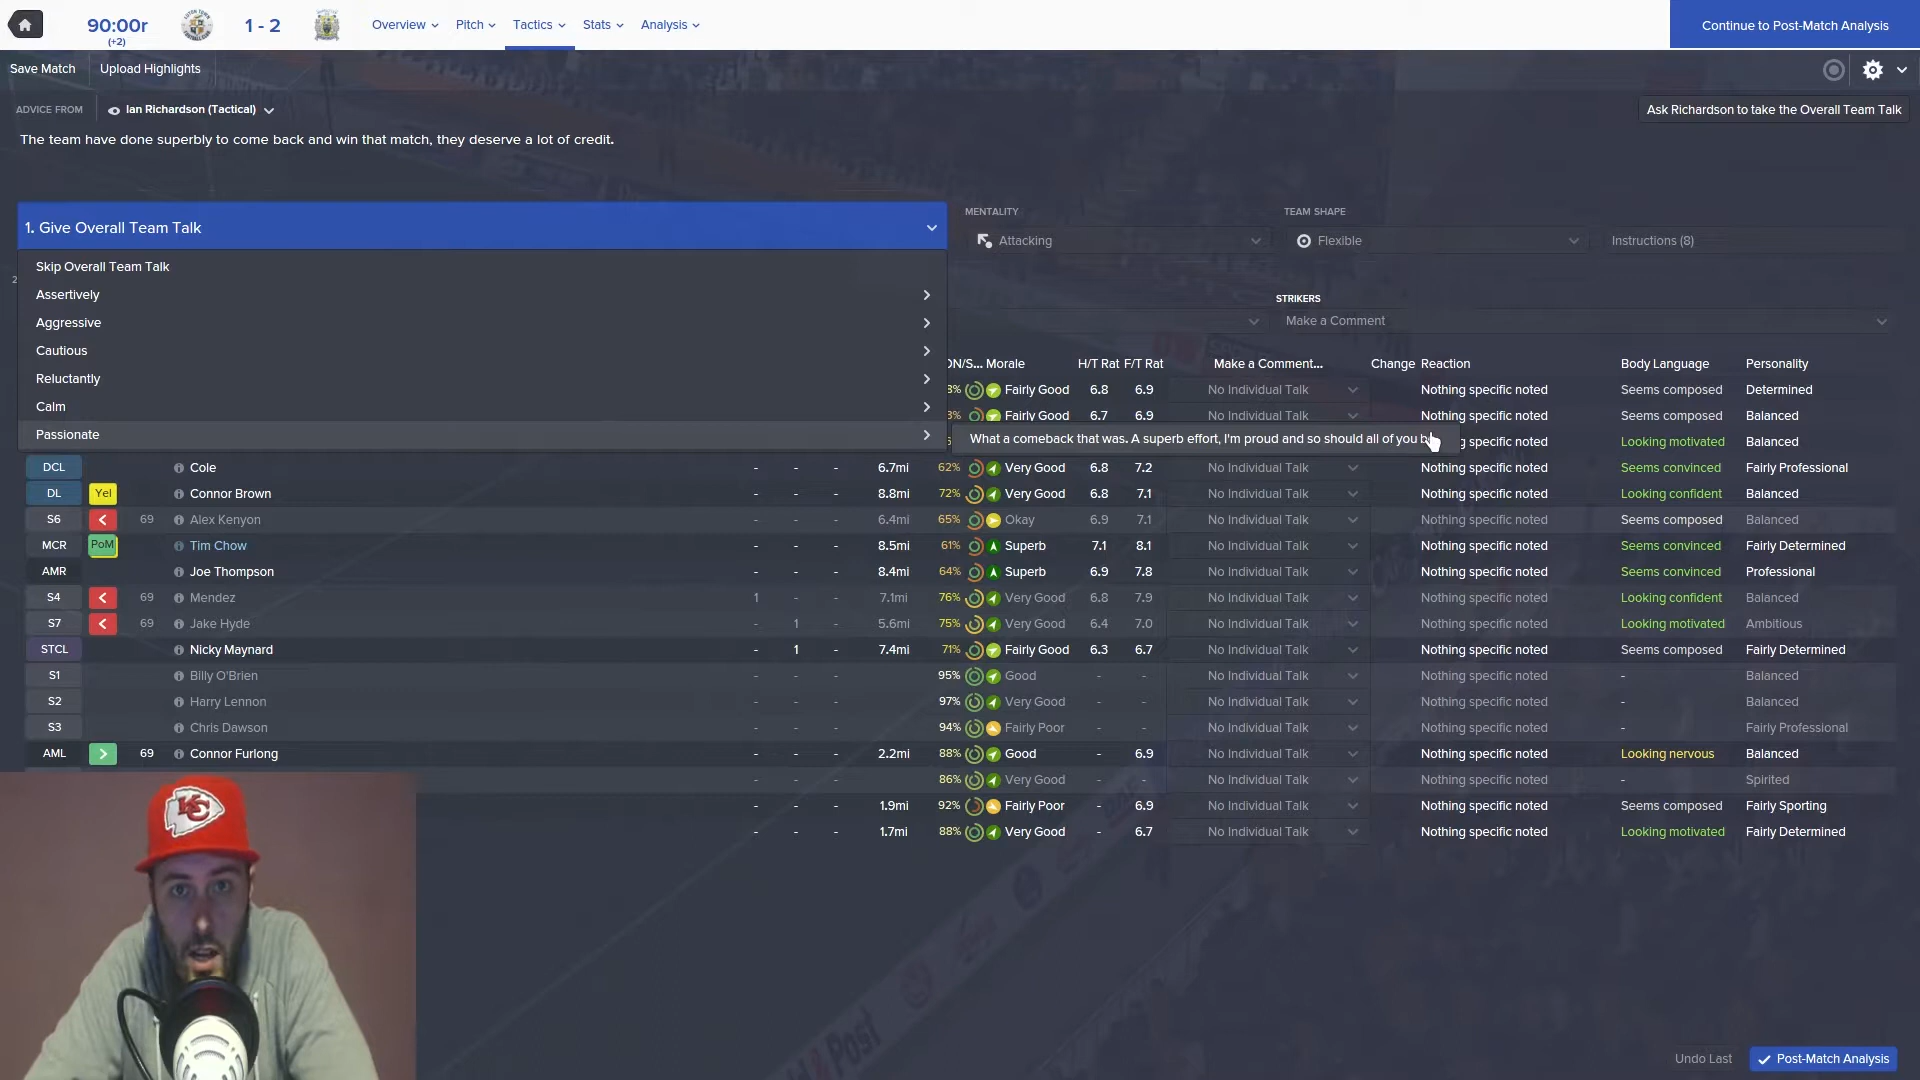 90:00r
(+2)
1 - 2
Overview
Pitch
Tactics
Stats
Analysis
Continue to Post-Match Analysis
Save Match
Upload Highlights
ADVICE FROM
Ian Richardson (Tactical)
Ask Richardson to take the Overall Team Talk
The team have done superbly to come back and win that match, they deserve a lot of credit.
1. Give Overall Team Talk
MENTALITY
TEAM SHAPE
Attacking
Flexible
Instructions (8)
Skip Overall Team Talk
Assertively
Aggressive
Cautious
Reluctantly
Calm
Passionate
STRIKERS
Make a Comment
Morale H/T Rat F/T Rat Make a Comment... Change Reaction Body Language Personality
Fairly Good 6.8 6.9 No Individual Talk Nothing specific noted Seems composed Determined
Fairly Good 6.7 6.9 No Individual Talk Nothing specific noted Seems composed Balanced
What a comeback that was. A superb effort, I'm proud and so should all of you
specific noted Looking motivated Balanced
DCL Cole - - - 6.7mi 62% Very Good 6.8 7.2 No Individual Talk Nothing specific noted Seems convinced Fairly Professional
DL Yel Connor Brown - - - 8.8mi 72% Very Good 6.8 7.1 No Individual Talk Nothing specific noted Looking confident Balanced
S6 69 Alex Kenyon - - - 6.4mi 65% Okay 6.9 7.1 No Individual Talk Nothing specific noted Seems composed Balanced
MCR PoM Tim Chow - - - 8.5mi 61% Superb 7.1 8.1 No Individual Talk Nothing specific noted Seems convinced Fairly Determined
AMR Joe Thompson - - - 8.4mi 64% Superb 6.9 7.8 No Individual Talk Nothing specific noted Seems convinced Professional
S4 69 Mendez 1 - - 7.1mi 76% Very Good 6.8 7.9 No Individual Talk Nothing specific noted Looking confident Balanced
S7 69 Jake Hyde - 1 - 5.6mi 75% Very Good 6.4 7.0 No Individual Talk Nothing specific noted Looking motivated Ambitious
STCL Nicky Maynard - 1 - 7.4mi 71% Fairly Good 6.3 6.7 No Individual Talk Nothing specific noted Seems composed Fairly Determined
S1 Billy O'Brien 95% Good - - No Individual Talk Nothing specific noted - Balanced
S2 Harry Lennon 97% Very Good - - No Individual Talk Nothing specific noted - Balanced
S3 Chris Dawson 94% Fairly Poor - - No Individual Talk Nothing specific noted - Fairly Professional
AML 69 Connor Furlong - - - 2.2mi 88% Good - 6.9 No Individual Talk Nothing specific noted Looking nervous Balanced
86% Very Good - - No Individual Talk Nothing specific noted - Spirited
- - - 1.9mi 92% Fairly Poor - 6.9 No Individual Talk Nothing specific noted Seems composed Fairly Sporting
- - - 1.7mi 88% Very Good - 6.7 No Individual Talk Nothing specific noted Looking motivated Fairly Determined
KC
Post
Undo Last
Post-Match Analysis